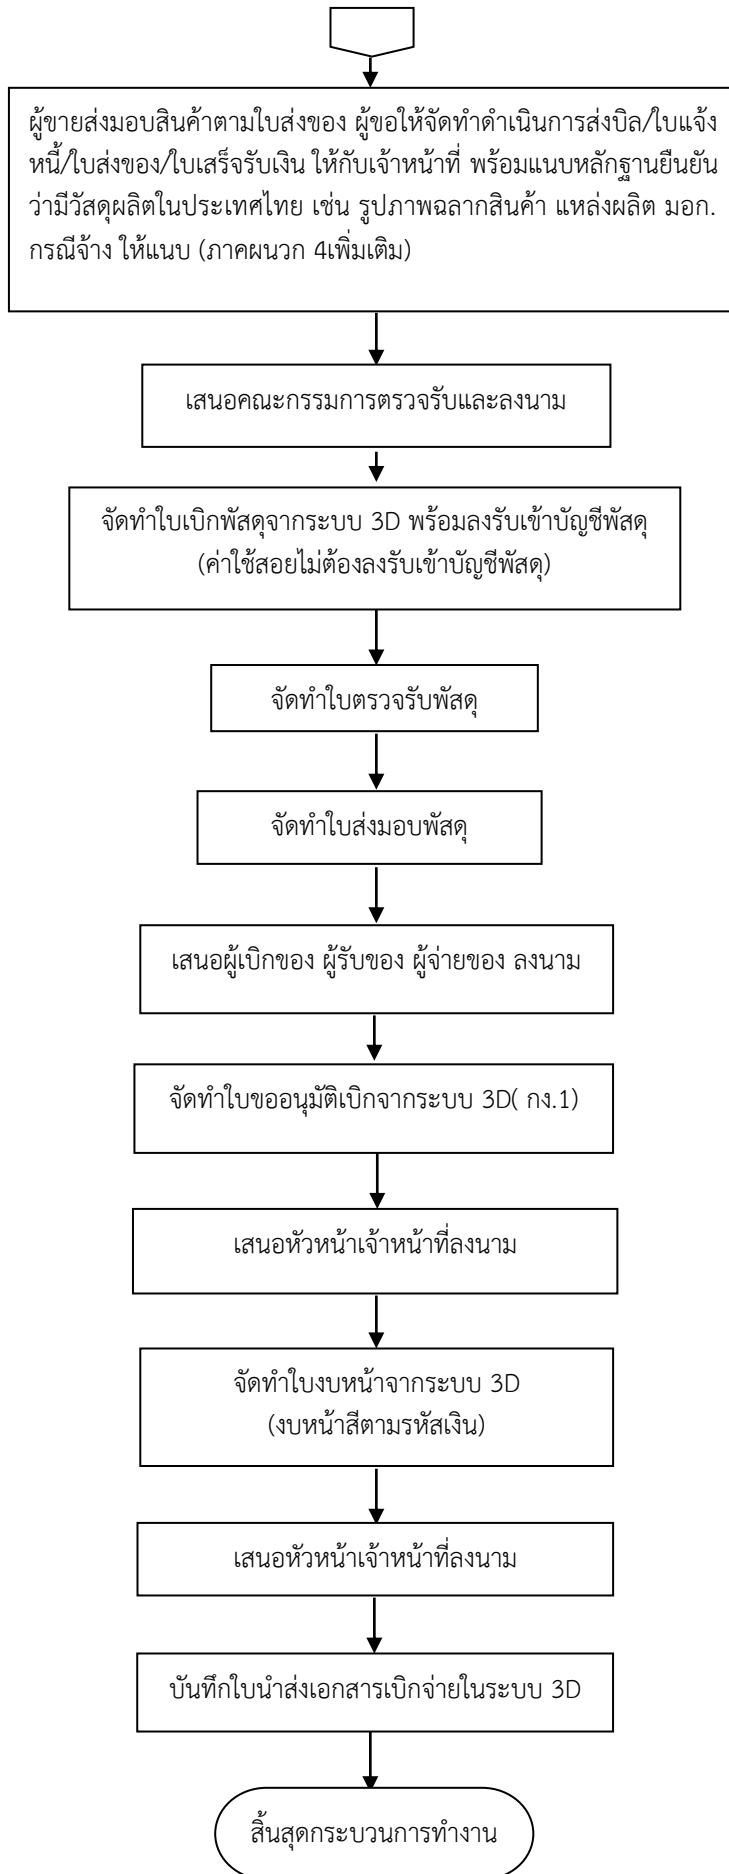 ผู้ขายส่งมอบสินค้าตามใบส่งของ ผู้ขอให้จัดทำดำเนินการส่งบิล/ใบแจ้ง
หนี้/ใบส่งของ/ใบเสร็จรับเงิน ให้กับเจ้าหน้าที่ พร้อมแนบหลักฐานยืนยัน
ว่ามีวัสดุผลิตในประเทศไทย เช่น รูปภาพฉลากสินค้า แหล่งผลิต มอก.
กรณีจ้าง ให้แนบ (ภาคผนวก 4เพิ่มเติม)
เสนอคณะกรรมการตรวจรับและลงนาม
จัดทำใบเบิกพัสดุจากระบบ 3D พร้อมลงรับเข้าบัญชีพัสดุ
(ค่าใช้สอยไม่ต้องลงรับเข้าบัญชีพัสดุ)
จัดทำใบตรวจรับพัสดุ
จัดทำใบส่งมอบพัสดุ
เสนอผู้เบิกของ ผู้รับของ ผู้จ่ายของ ลงนาม
จัดทำใบขออนุมัติเบิกจากระบบ 3D( กง.1)
เสนอหัวหน้าเจ้าหน้าที่ลงนาม
จัดทำใบงบหน้าจากระบบ 3D
(งบหน้าสีตามรหัสเงิน)
เสนอหัวหน้าเจ้าหน้าที่ลงนาม
บันทึกใบนำส่งเอกสารเบิกจ่ายในระบบ 3D
สิ้นสุดกระบวนการทำงาน